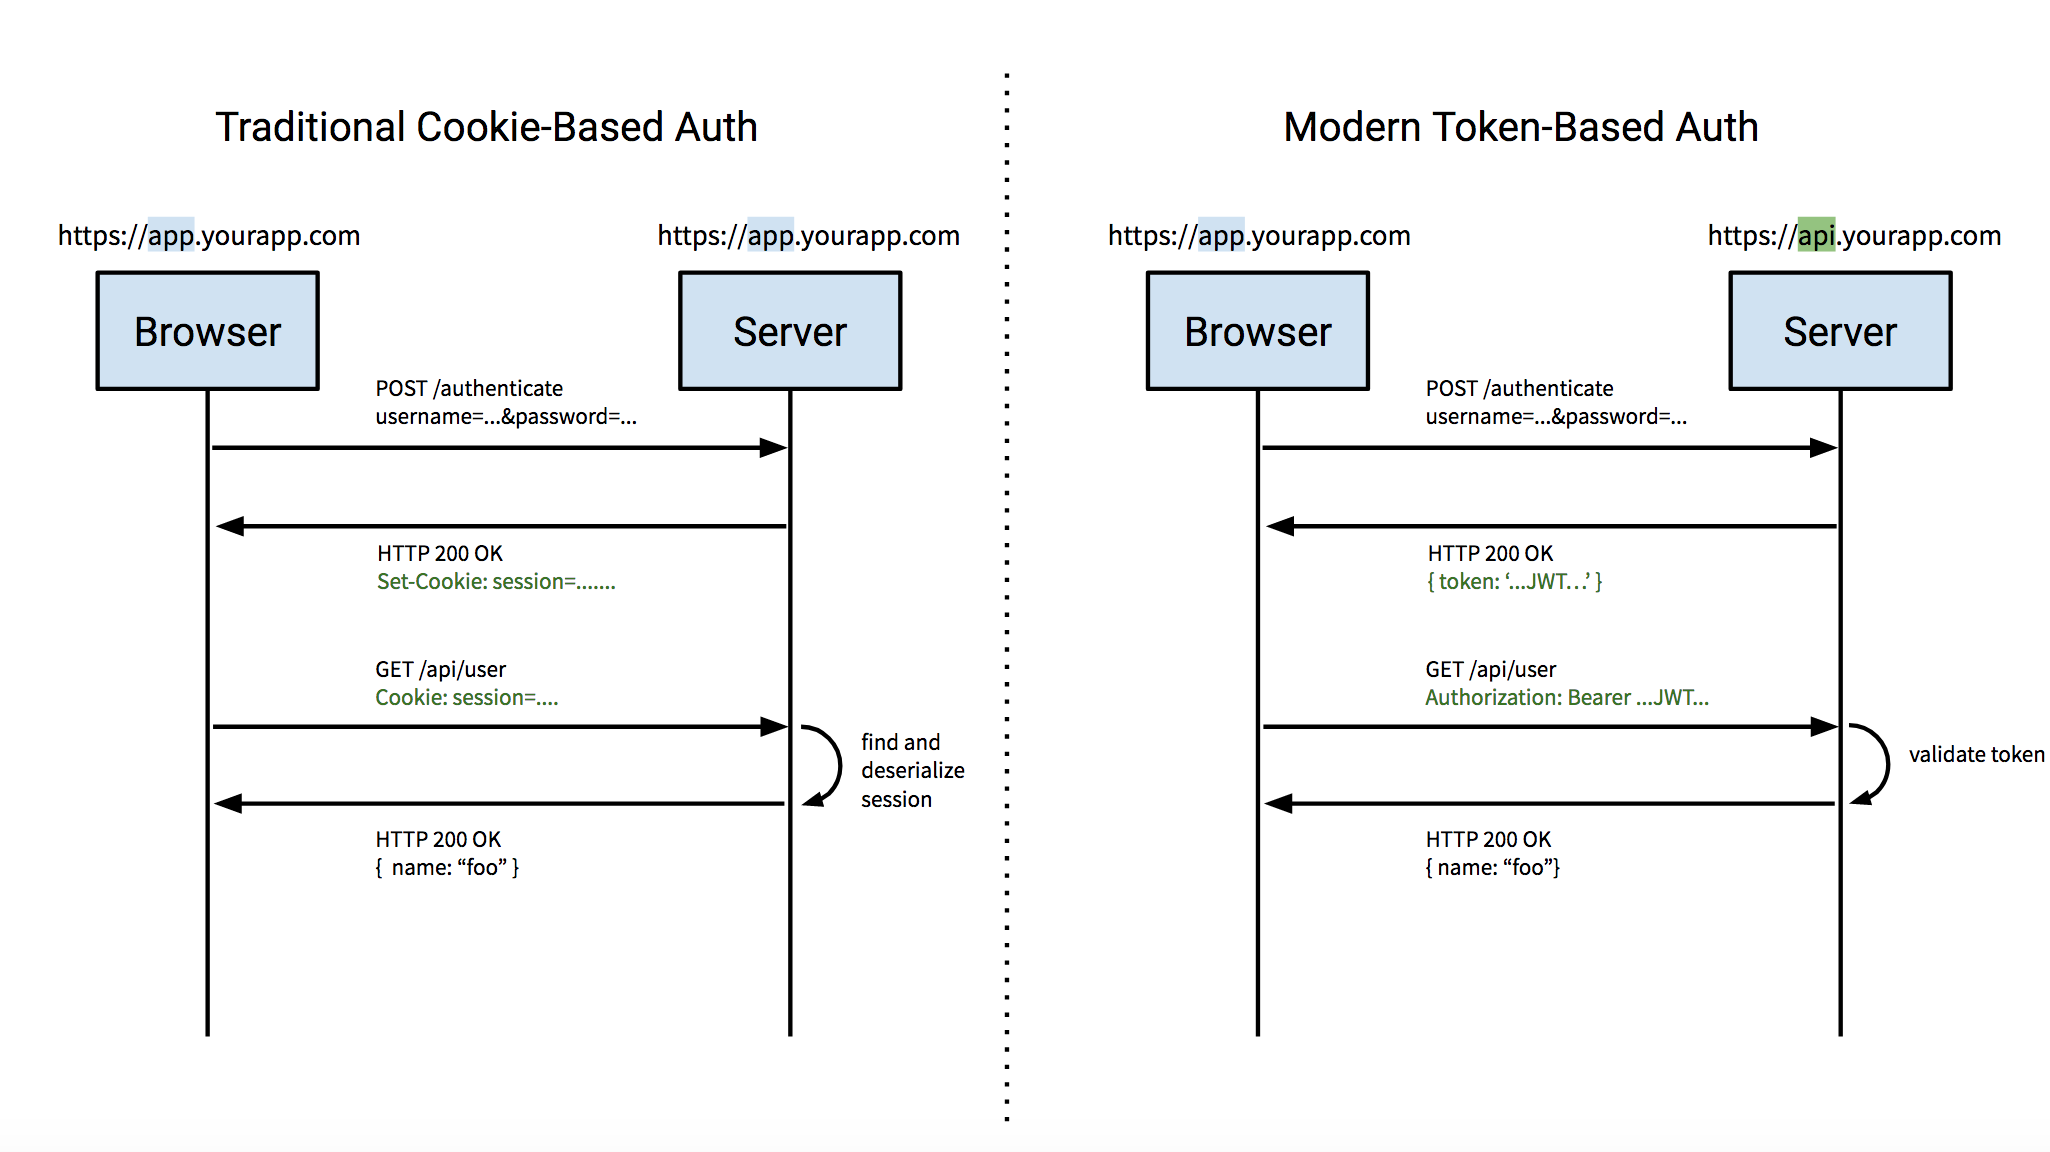 Traditional Cookie-Based Auth
https://app.yourapp.com
https://app.yourapp.com
Browser
Server
POST /authenticate
username=...&password=...
HTTP 200 OK
Set-Cookie: session=.......
GET /api/user
Cookie: session=....
find and
deserialize
session
HTTP 200 OK
{  name: “foo” }
Modern Token-Based Auth
https://app.yourapp.com
https://api.yourapp.com
Browser
Server
POST /authenticate
username=...&password=...
HTTP 200 OK
{ token: ‘...JWT...’ }
GET /api/user
Authorization: Bearer ...JWT...
validate token
HTTP 200 OK
{ name: “foo”}